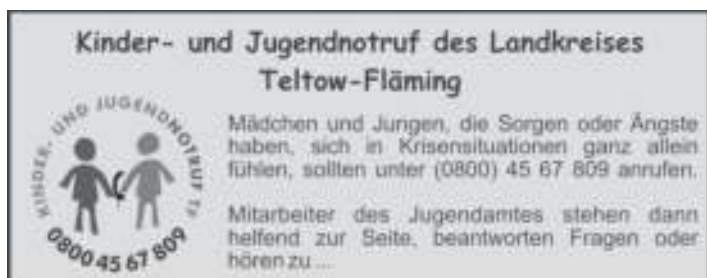 Kinder- und Jugendnotruf des Landkreises
Teltow-Fläming
KINDER- UND JUGENDNOTRUF TF
0800 45 67 809
Mädchen und Jungen, die Sorgen oder Ängste
haben, sich in Krisensituationen ganz allein
fühlen, sollten unter (0800) 45 67 809 anrufen.
Mitarbeiter des Jugendamtes stehen dann
helfend zur Seite, beantworten Fragen oder
hören zu ...